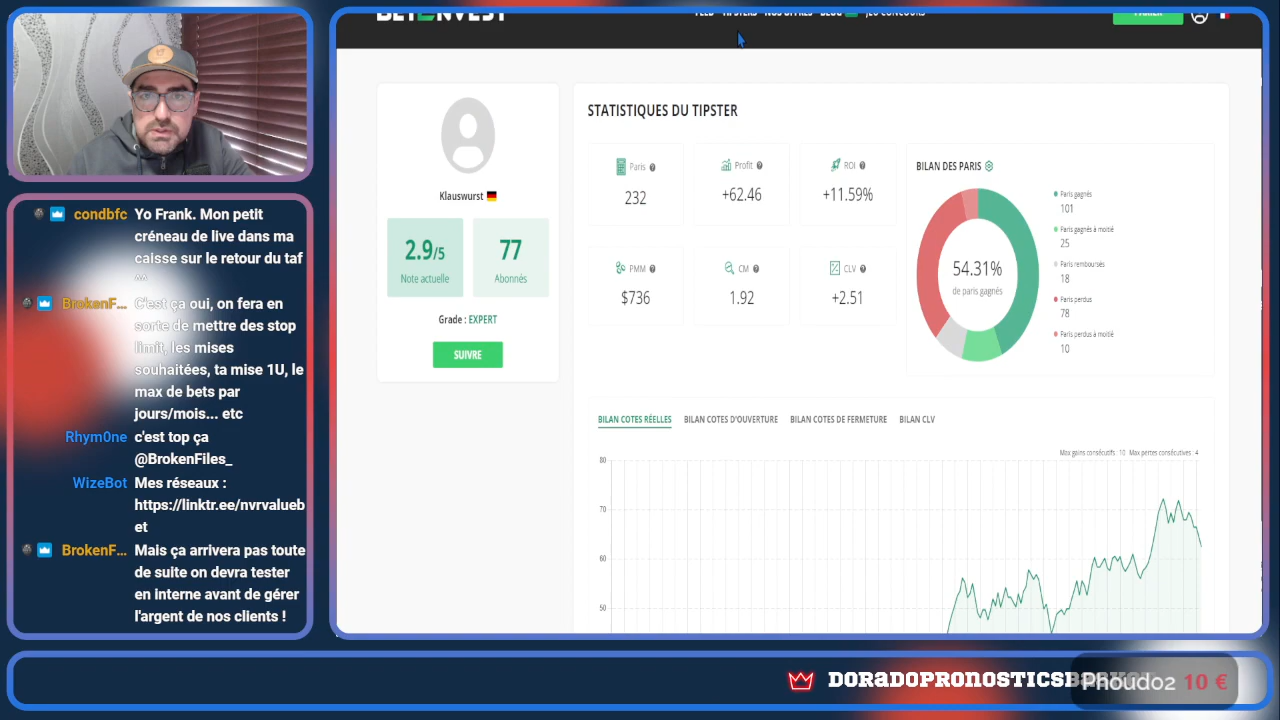 condbfc Yo Frank. Mon petit
créneau de live dans ma
caisse sur le retour du taf
^^
BrokenF... C'est ça oui, on fera en
sorte de mettre des stop
limit, les mises
souhaitées, ta mise 1U, le
max de bets par
jours/mois... etc
Rhym0ne c'est top ça
@BrokenFiles_
WizeBot Mes réseaux :
https://linktr.ee/nvrvalueb
et
BrokenF... Mais ça arrivera pas toute
de suite on devra tester
en interne avant de gérer
l'argent de nos clients !
FEED TIPSTERS NOS OFFRES BLOG JEU CONCOURS
Klauswurst
2.9/5
Note actuelle
77
Abonnés
Grade : EXPERT
SUIVRE
STATISTIQUES DU TIPSTER
Paris
232
Profit
+62.46
ROI
+11.59%
PMM
$736
CM
1.92
CLV
+2.51
BILAN DES PARIS
54.31%
de paris gagnés
Paris gagnés
101
Paris gagnés à moitié
25
Paris remboursés
18
Paris perdus
78
Paris perdus à moitié
10
BILAN COTES RÉELLES BILAN COTES D'OUVERTURE BILAN COTES DE FERMETURE BILAN CLV
Max gains consécutifs : 10 Max pertes consécutives : 4
80
70
60
50
DORADOPRONOSTICS
Phoudo2 10 €